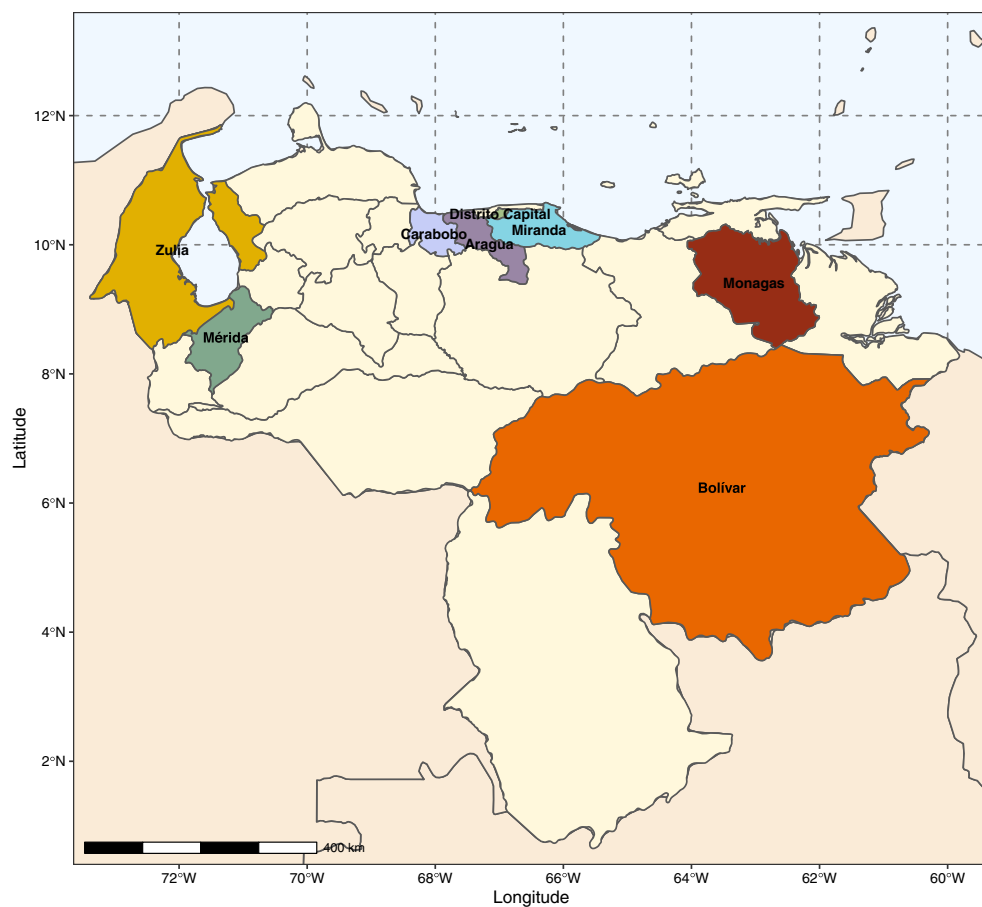 12°N
10°N
8°N
6°N
4°N
2°N
Latitude
Distrito Capital
Carabobo
Miranda
Aragua
Zulia
Monagas
Mérida
Bolívar
400 km
72°W
70°W
68°W
66°W
64°W
62°W
60°W
Longitude